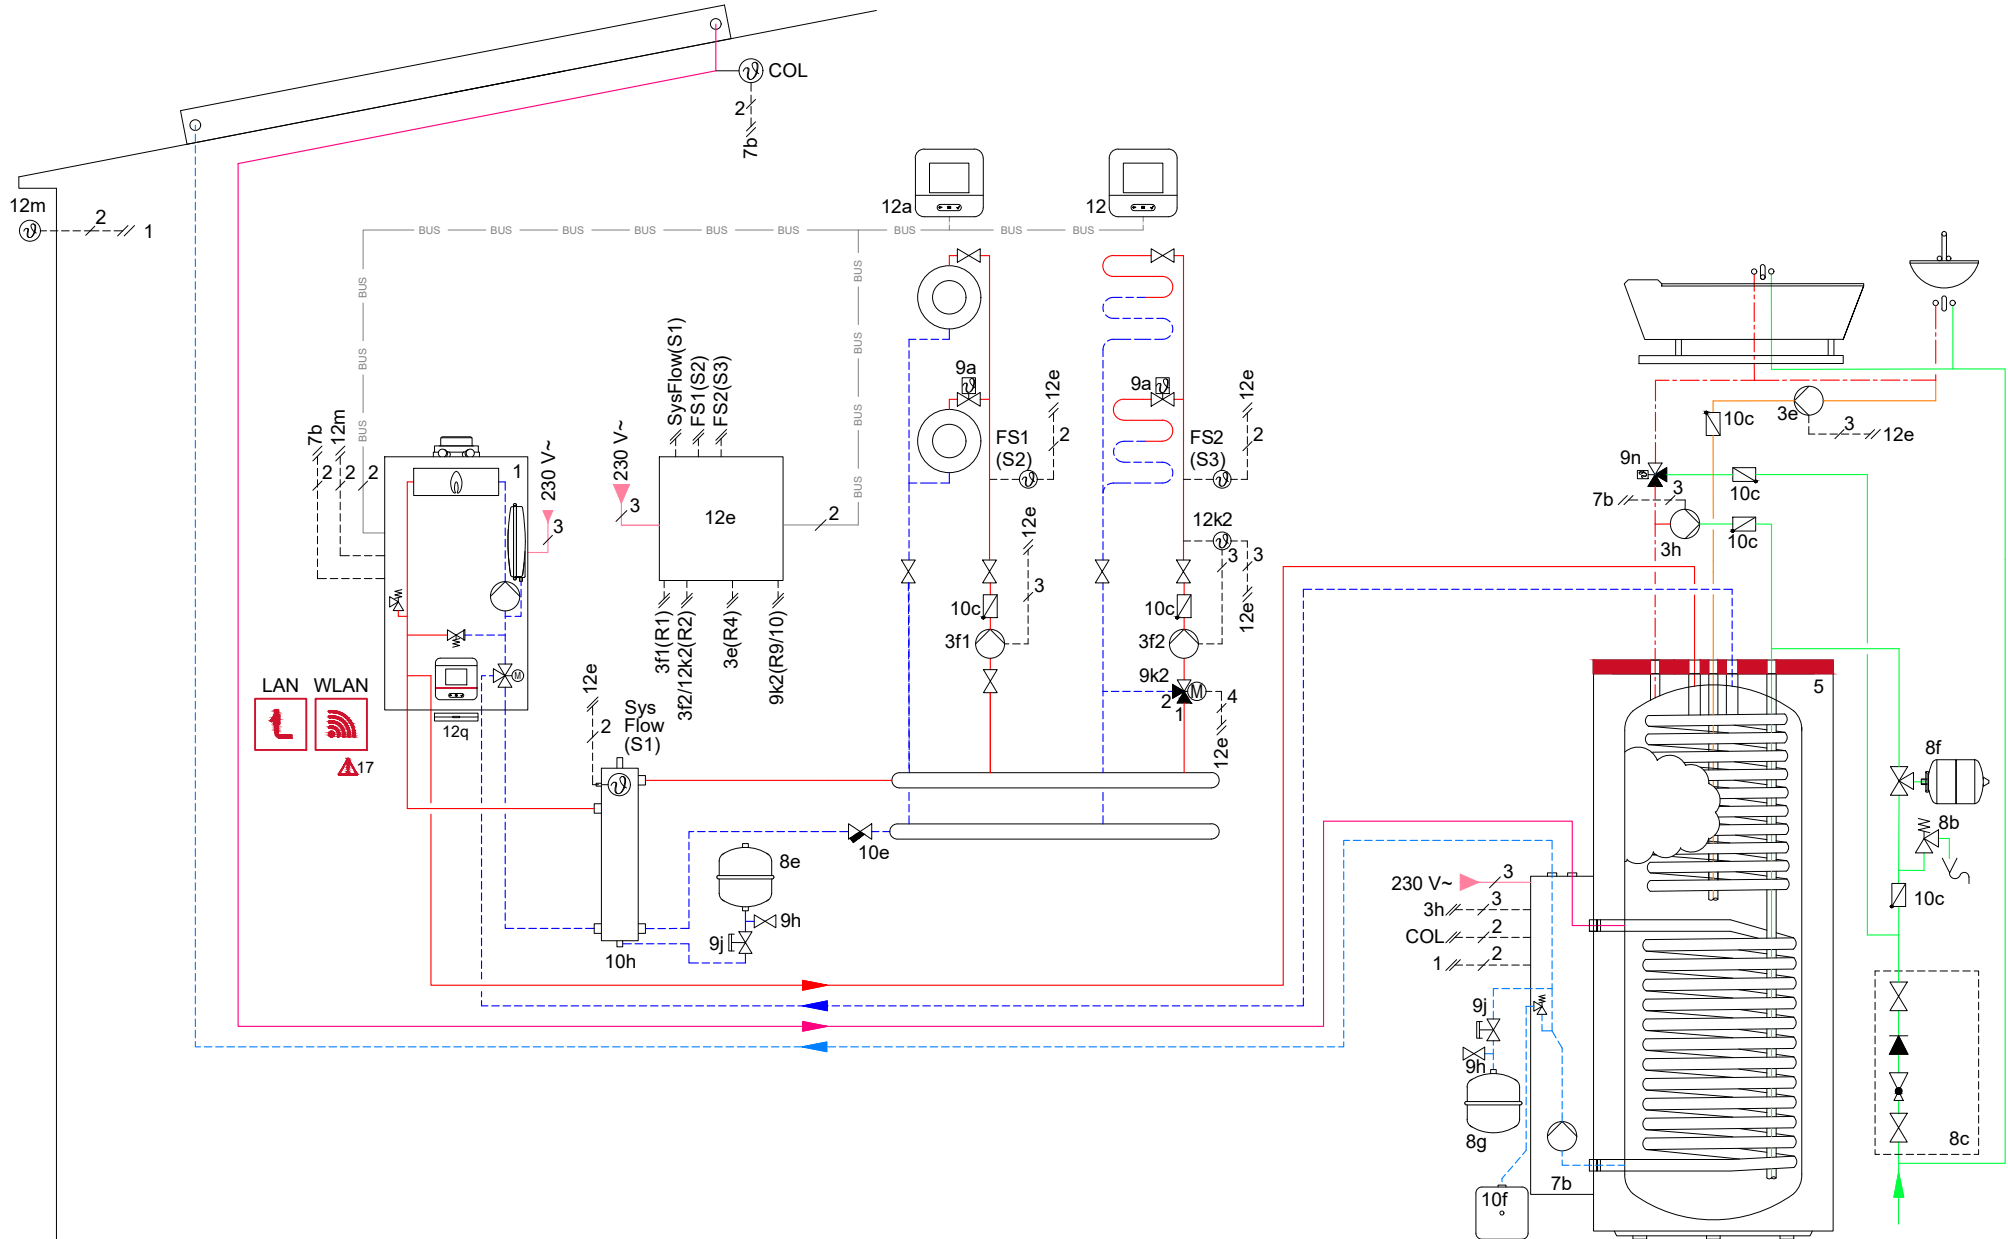 COL
2
7b
12m
2
1
12a
12
BUS BUS BUS BUS BUS BUS BUS BUS BUS
BUS
BUS
BUS
BUS
BUS
BUS
BUS
7b
12m
2
2
2
1
230 V~
3
12q
LAN WLAN
17
SysFlow(S1)
FS1(S2)
FS2(S3)
230 V~
3
12e
2
3f1(R1)
3f2/12k2(R2)
3e(R4)
9k2(R9/10)
12e
2
Sys
Flow
(S1)
9a
12e
FS1
(S2)
2
12e
3
10c
3f1
9a
12e
FS2
(S3)
2
12k2
3
3
12e
10c
3f2
9k2
2
1
M
4
12e
10e
8e
9h
9j
10h
3e
3
12e
10c
9n
10c
7b
3
3h
10c
5
8f
8b
10c
230 V~
3
3h
3
COL
2
1
2
9j
9h
8g
10f
7b
8c
M